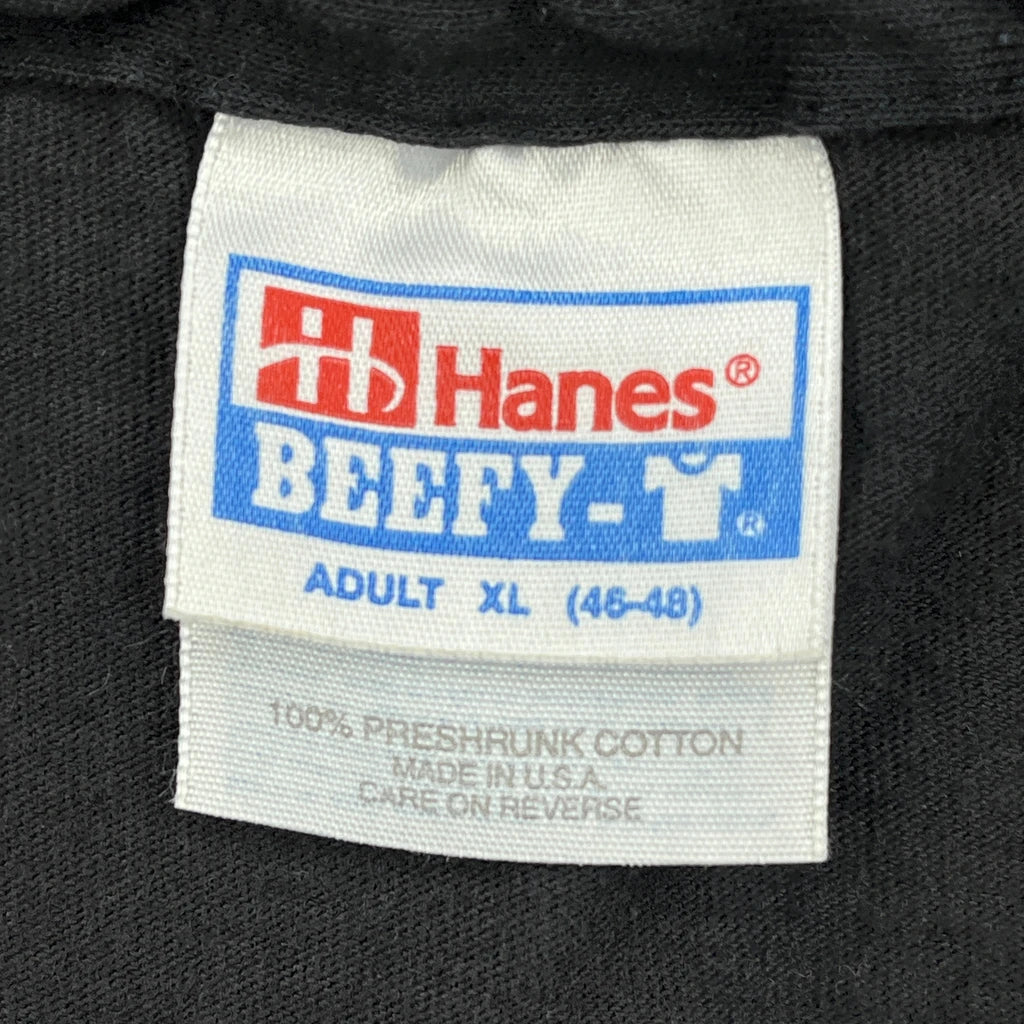 Hanes®
BEEFY-T®
ADULT XL (46-48)
100% PRESHRUNK COTTON
MADE IN U.S.A.
CARE ON REVERSE